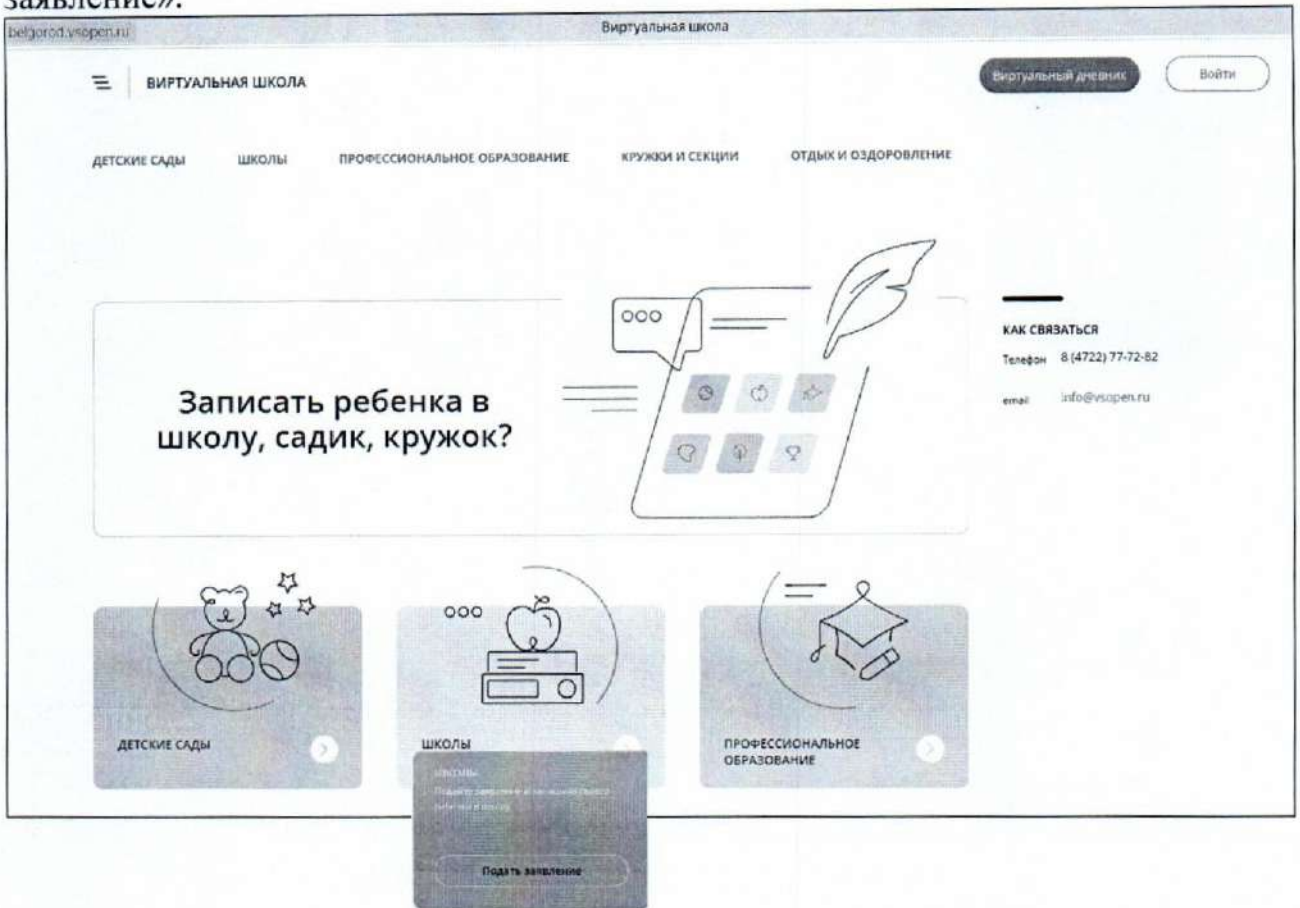 заявление».
belgorod.vsopen.ru
Виртуальная школа
ВИРТУАЛЬНАЯ ШКОЛА
Виртуальный дневник
Войти
ДЕТСКИЕ САДЫ ШКОЛЫ ПРОФЕССИОНАЛЬНОЕ ОБРАЗОВАНИЕ КРУЖКИ И СЕКЦИИ ОТДЫХ И ОЗДОРОВЛЕНИЕ
Записать ребенка в
школу, садик, кружок?
КАК СВЯЗАТЬСЯ
Телефон 8 (4722) 77-72-82
email info@vsopen.ru
ДЕТСКИЕ САДЫ
ШКОЛЫ
ПРОФЕССИОНАЛЬНОЕ
ОБРАЗОВАНИЕ
ШКОЛЫ
Подать заявление